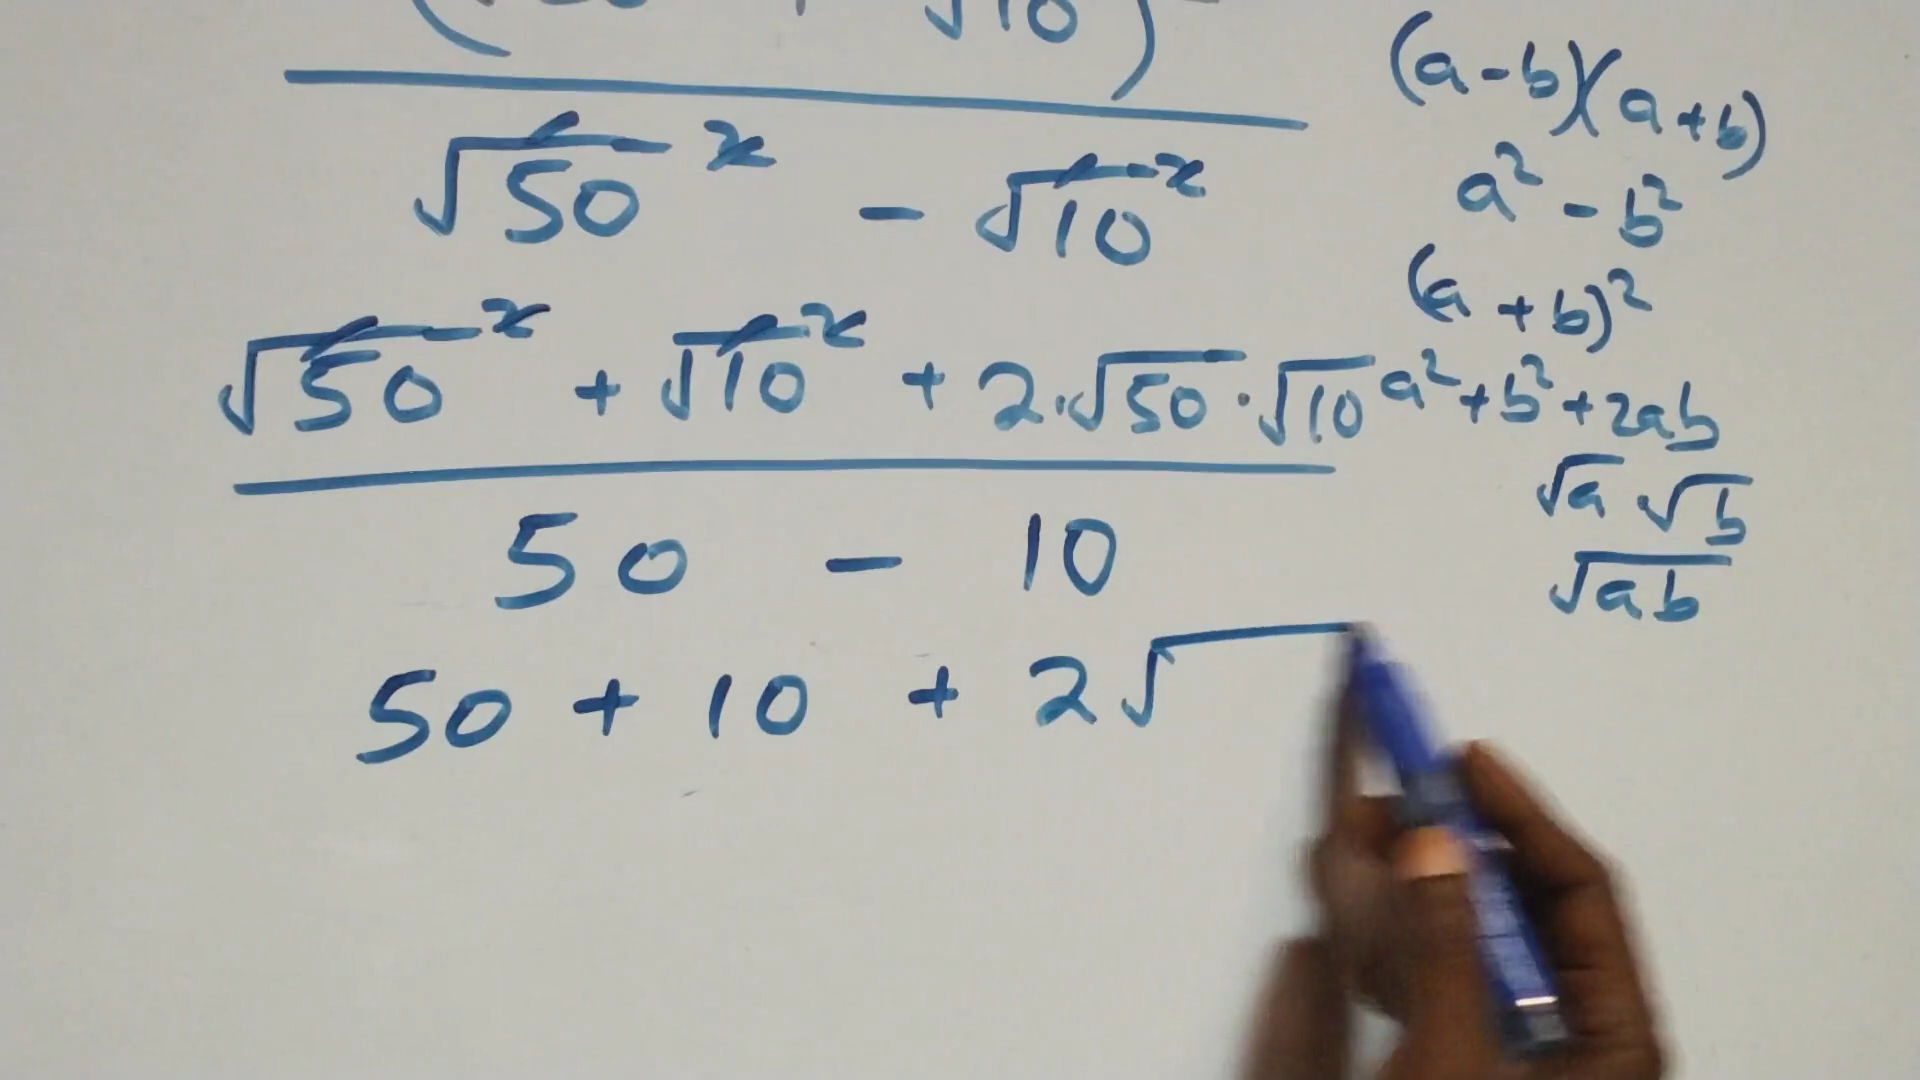 √10)
(a-b)(a+b)
√50² - √10²
a² - b²
(a + b)²
√50² + √10² + 2·√50·√10
a² + b² + 2ab
√a · √b
50 - 10
√ab
50 + 10 + 2√